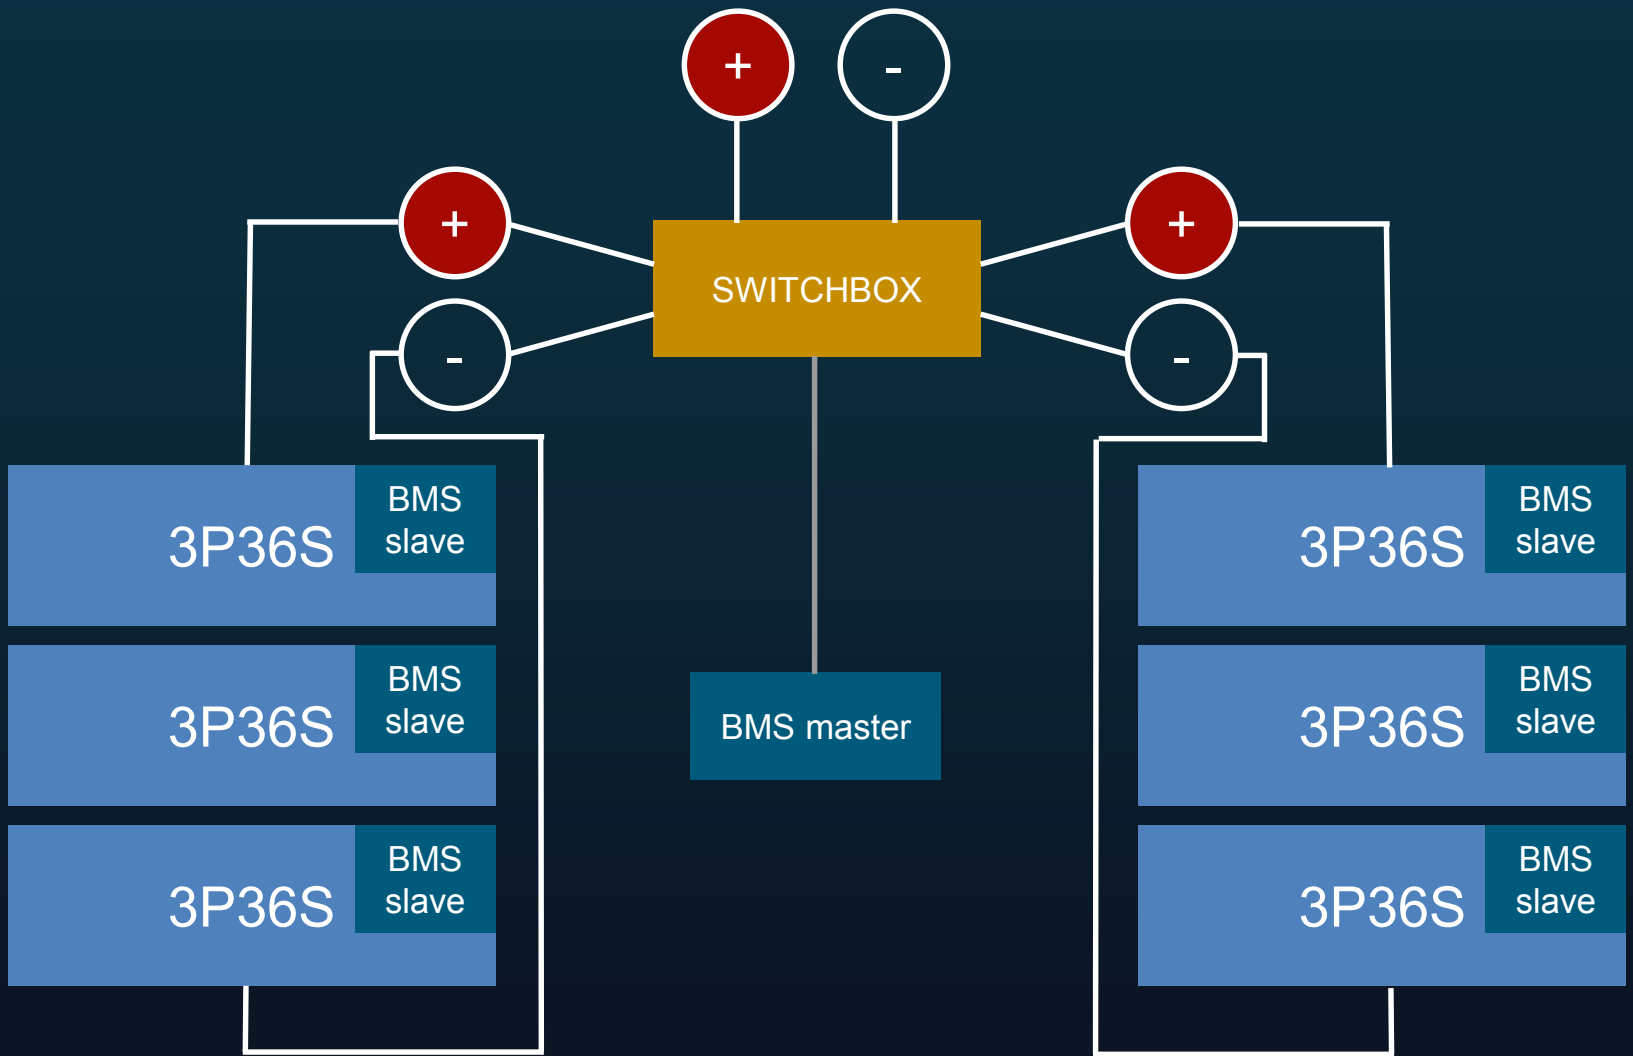 +
-
+
+
SWITCHBOX
-
-
BMS
slave
3P36S
BMS
slave
3P36S
BMS
slave
3P36S
BMS master
BMS
slave
3P36S
BMS
slave
3P36S
BMS
slave
3P36S